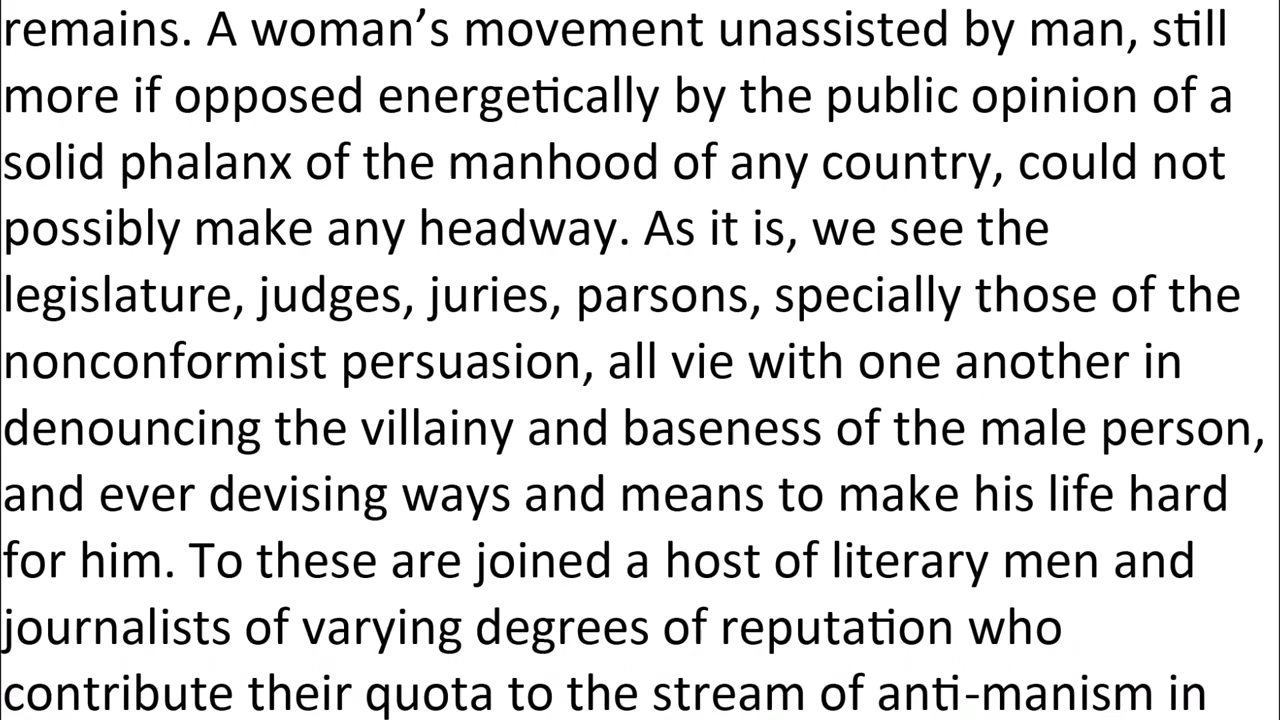 remains. A woman’s movement unassisted by man, still
more if opposed energetically by the public opinion of a
solid phalanx of the manhood of any country, could not
possibly make any headway. As it is, we see the
legislature, judges, juries, parsons, specially those of the
nonconformist persuasion, all vie with one another in
denouncing the villainy and baseness of the male person,
and ever devising ways and means to make his life hard
for him. To these are joined a host of literary men and
journalists of varying degrees of reputation who
contribute their quota to the stream of anti-manism in